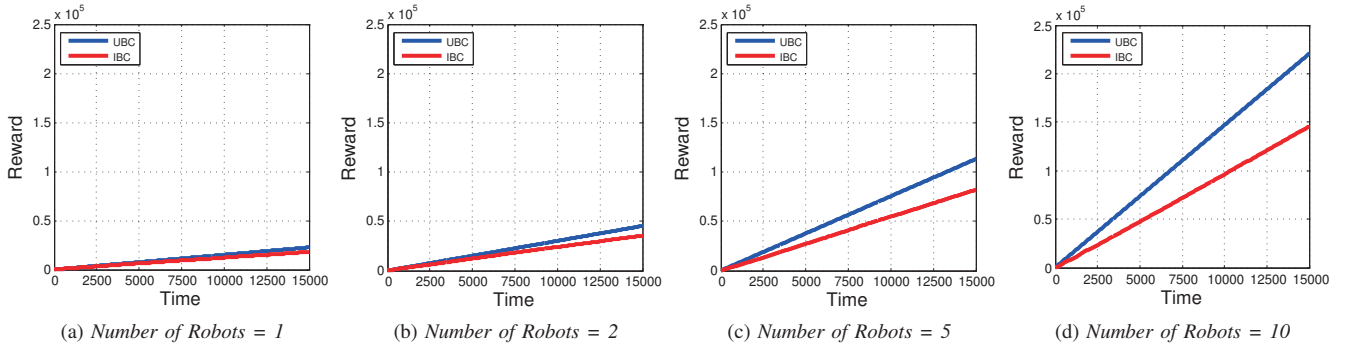 x 10^5
2.5
2
1.5
1
0.5
0
UBC
IBC
Reward
0 2500 5000 7500 10000 12500 15000
Time
(a) Number of Robots = 1
x 10^5
2.5
2
1.5
1
0.5
0
UBC
IBC
Reward
0 2500 5000 7500 10000 12500 15000
Time
(b) Number of Robots = 2
x 10^5
2.5
2
1.5
1
0.5
0
UBC
IBC
Reward
0 2500 5000 7500 10000 12500 15000
Time
(c) Number of Robots = 5
x 10^5
2.5
2
1.5
1
0.5
0
UBC
IBC
Reward
0 2500 5000 7500 10000 12500 15000
Time
(d) Number of Robots = 10